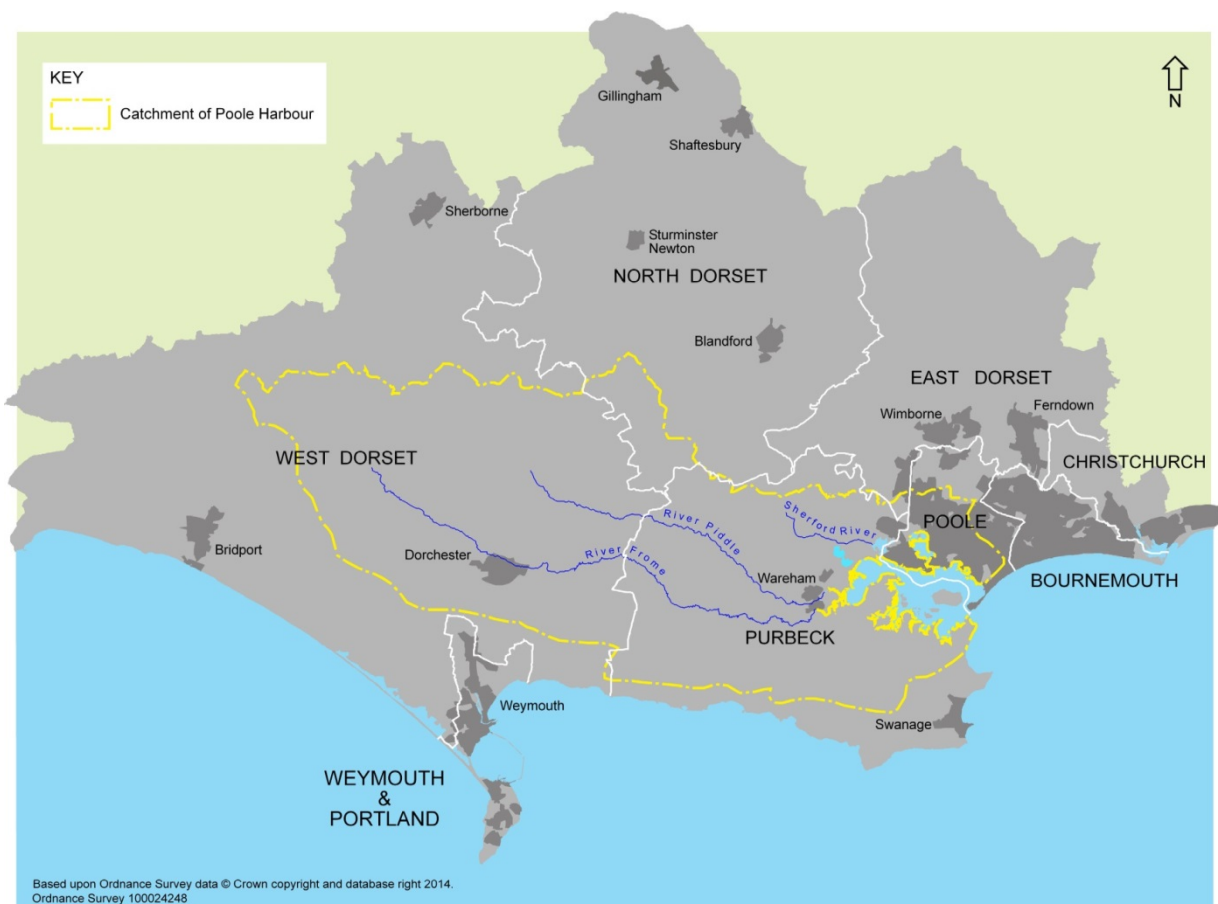 KEY
Catchment of Poole Harbour
N
Gillingham
Shaftesbury
Sherborne
Sturminster
Newton
NORTH DORSET
Blandford
EAST DORSET
Wimborne
Ferndown
WEST DORSET
CHRISTCHURCH
Sherford River
River Piddle
POOLE
Bridport
Dorchester
River Frome
Wareham
BOURNEMOUTH
PURBECK
Weymouth
Swanage
WEYMOUTH
&
PORTLAND
Based upon Ordnance Survey data © Crown copyright and database right 2014.
Ordnance Survey 100024248